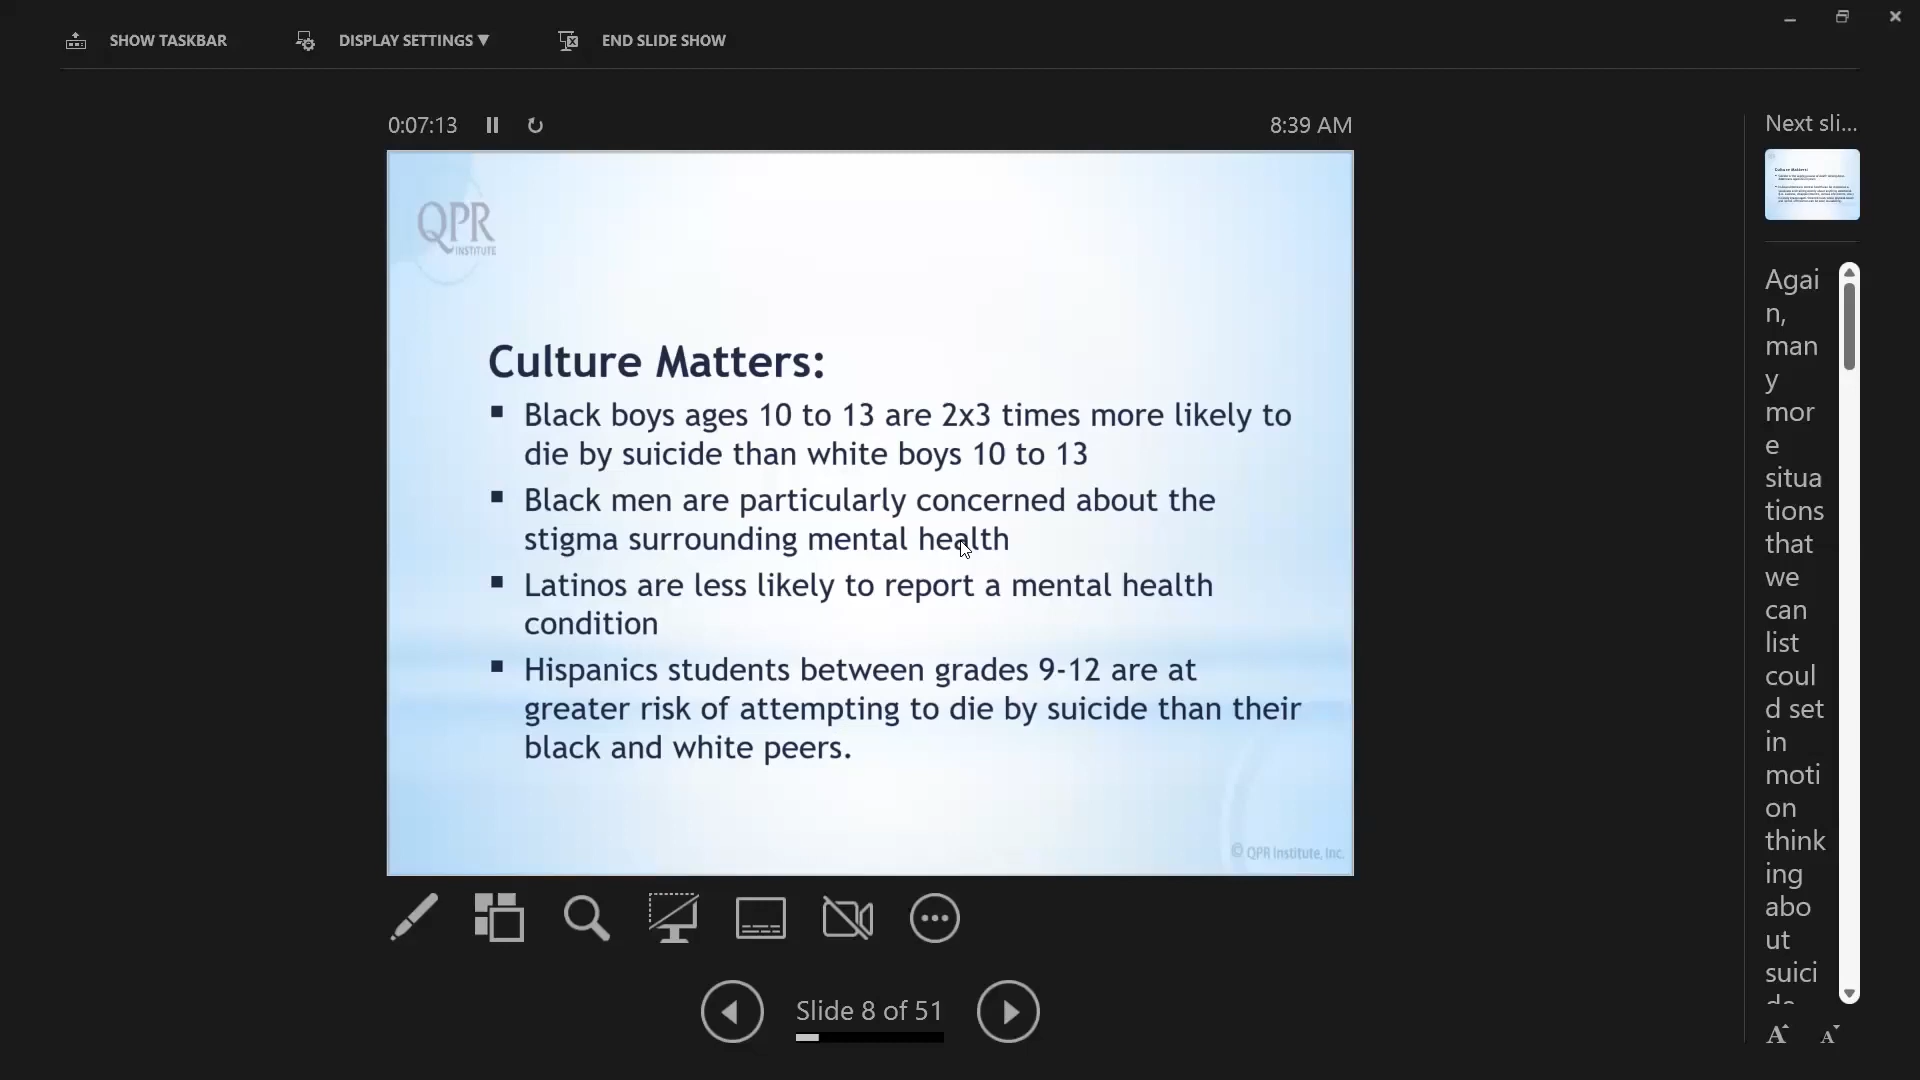 SHOW TASKBAR
DISPLAY SETTINGS ▼
END SLIDE SHOW
0:07:13
8:39 AM
Next sli...
QPR
INSTITUTE
Culture Matters:
▪ Black boys ages 10 to 13 are 2x3 times more likely to
die by suicide than white boys 10 to 13
▪ Black men are particularly concerned about the
stigma surrounding mental health
▪ Latinos are less likely to report a mental health
condition
▪ Hispanics students between grades 9-12 are at
greater risk of attempting to die by suicide than their
black and white peers.
© QPR Institute, Inc.
Slide 8 of 51
Culture Matters:
Agai
n,
man
y
mor
e
situa
tions
that
we
can
list
coul
d set
in
moti
on
think
ing
abo
ut
suici
A
A